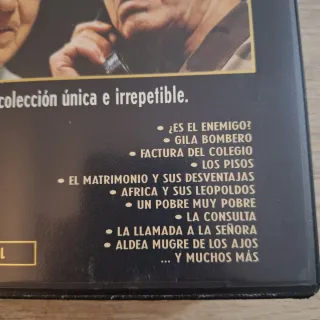 colección única e irrepetible.
• ¿ES EL ENEMIGO?
• GILA BOMBERO
• FACTURA DEL COLEGIO
• LOS PISOS
• EL MATRIMONIO Y SUS DESVENTAJAS
• AFRICA Y SUS LEOPOLDOS
• UN POBRE MUY POBRE
• LA CONSULTA
• LA LLAMADA A LA SEÑORA
• ALDEA MUGRE DE LOS AJOS
... Y MUCHOS MÁS